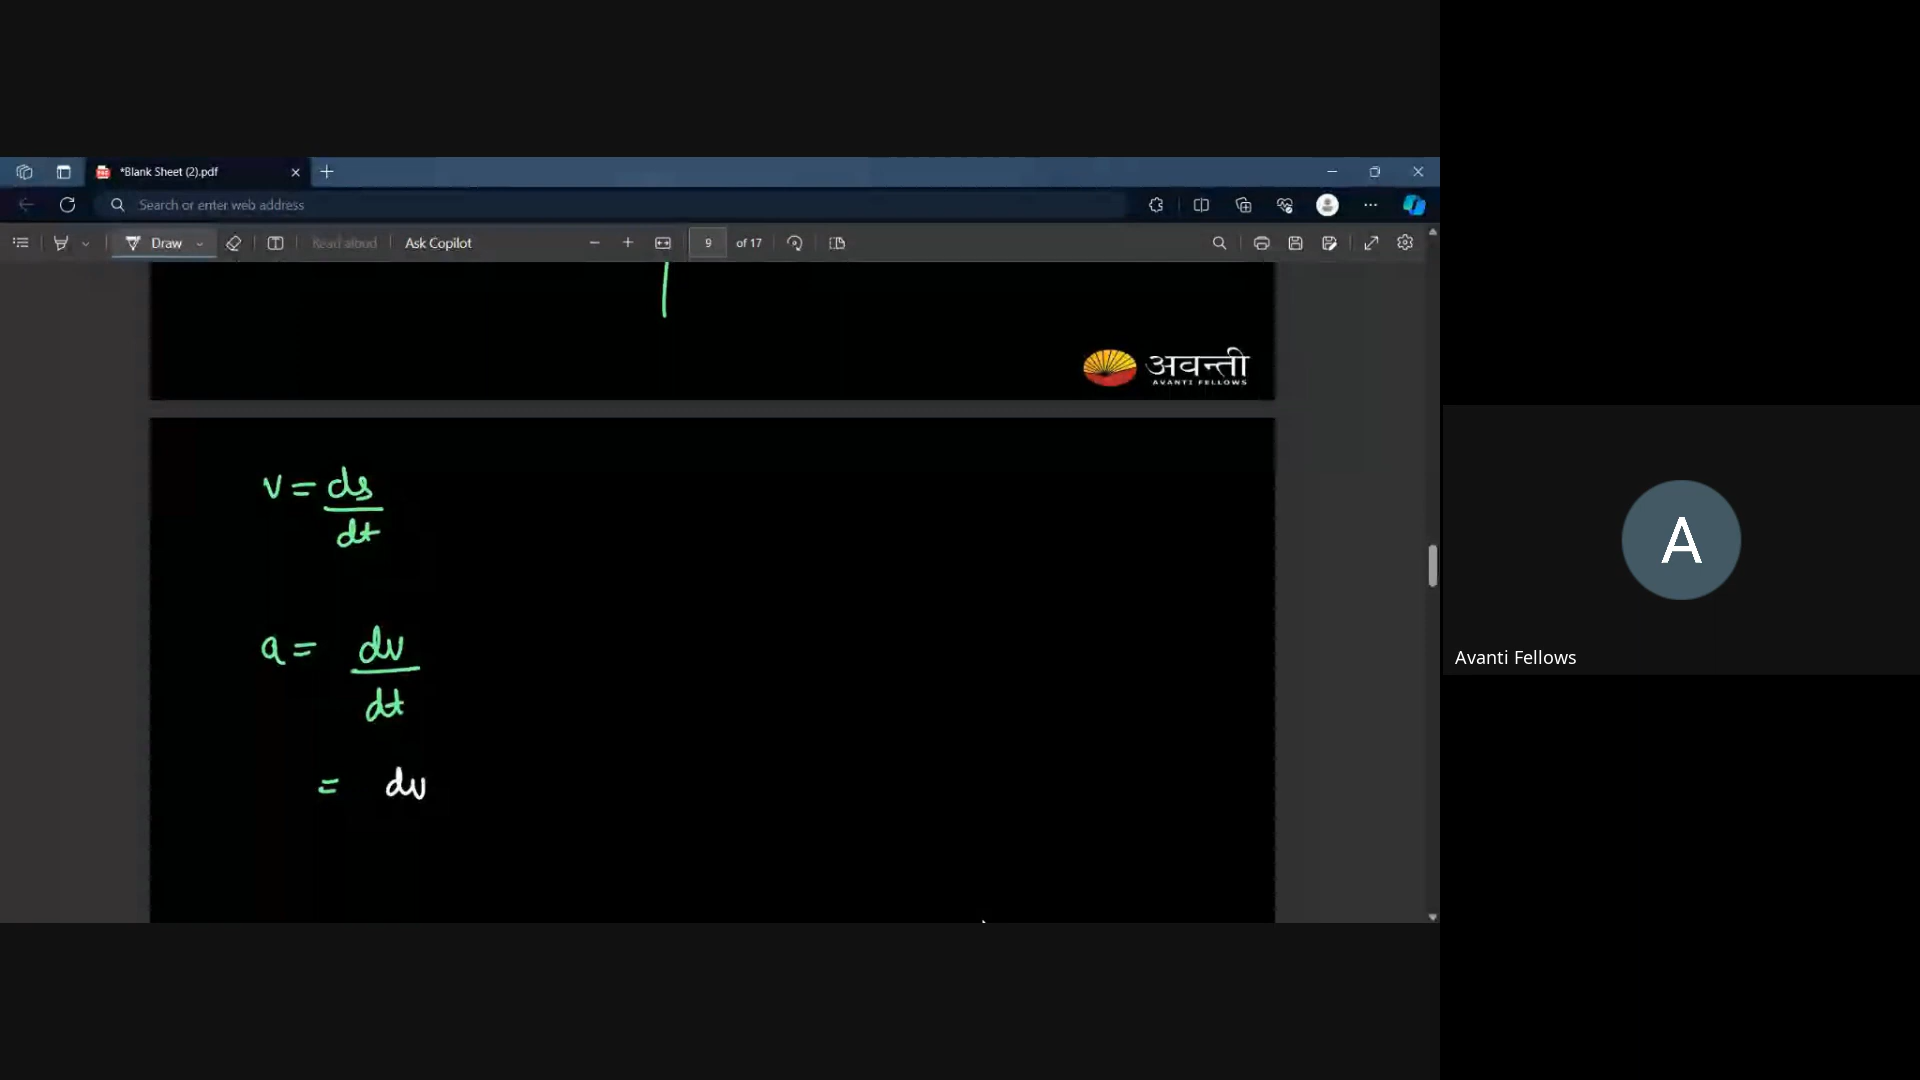 *Blank Sheet (2).pdf
Search or enter web address
Draw
Read aloud
Ask Copilot
9 of 17
अवन्ती
AVANTI FELLOWS
v = ds/dt
a = dv/dt
= dv
A
Avanti Fellows